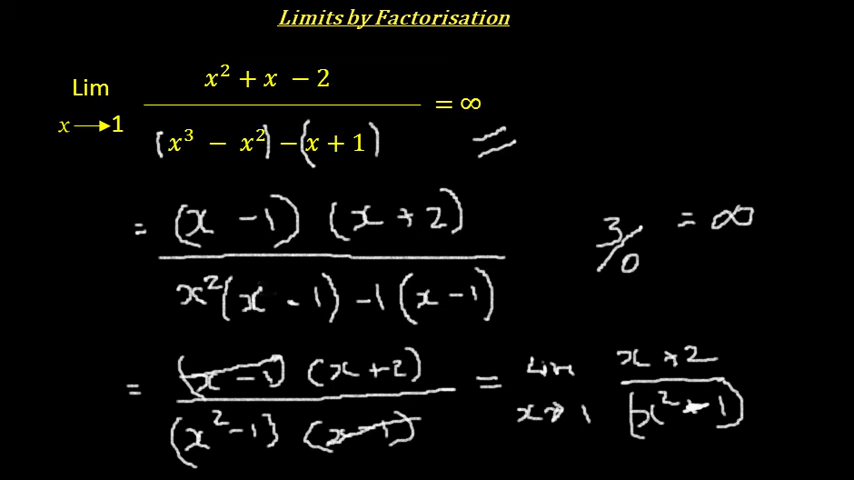 Limits by Factorisation
Lim x→1 (x² + x − 2) / ((x³ − x²) − (x + 1)) = ∞
= (x − 1) (x + 2) / (x²(x − 1) − 1(x − 1))
3/0 = ∞
= (x − 1) (x + 2) / ((x² − 1) (x − 1)) = Lim x→1 (x + 2) / (x² − 1)